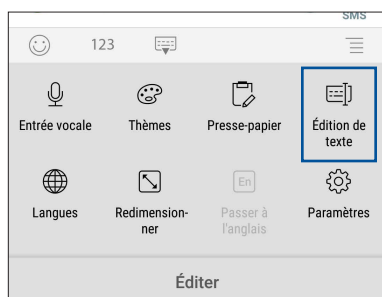 SMS
123
Entrée vocale
Thèmes
Presse-papier
Édition de
texte
Langues
Redimension-
ner
En
Passer à
l'anglais
Paramètres
Éditer